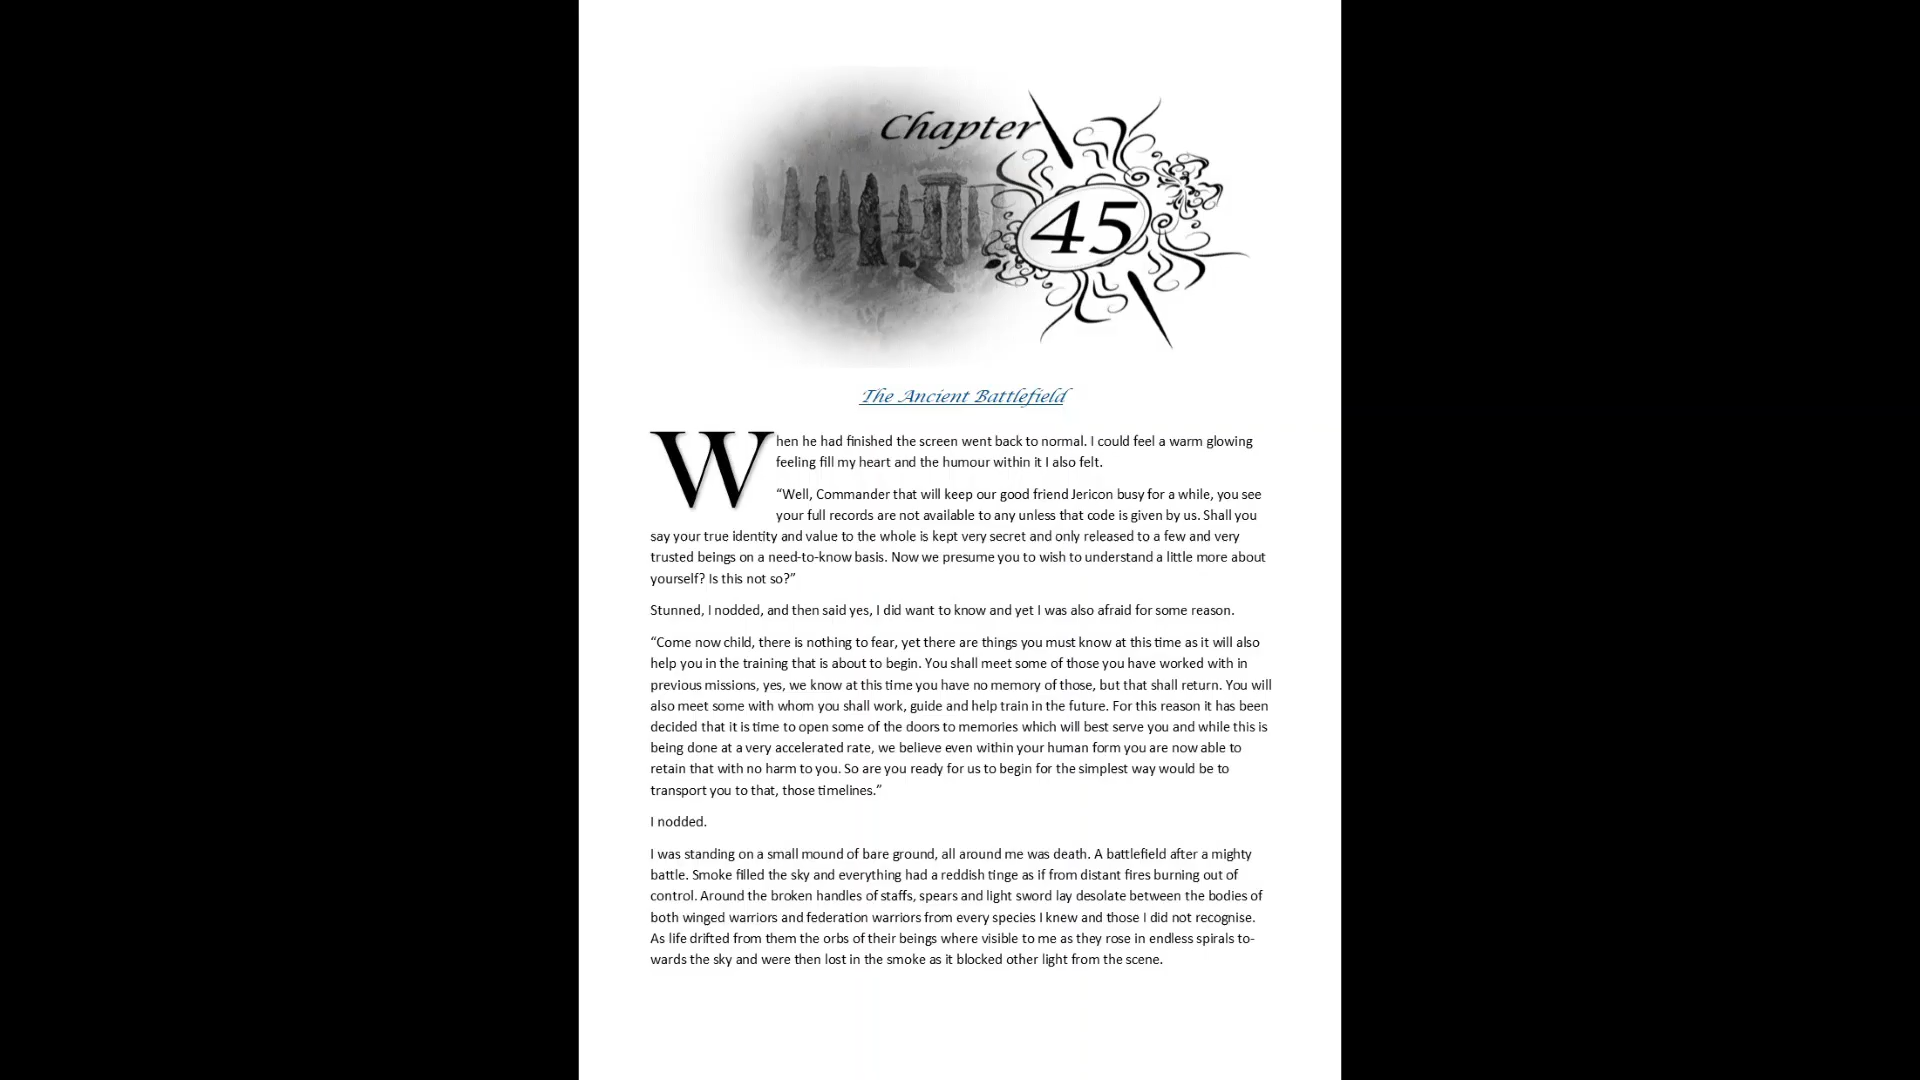 Chapter
45
The Ancient Battlefield
When he had finished the screen went back to normal. I could feel a warm glowing
feeling fill my heart and the humour within it I also felt.
“Well, Commander that will keep our good friend Jericon busy for a while, you see
your full records are not available to any unless that code is given by us. Shall you
say your true identity and value to the whole is kept very secret and only released to a few and very
trusted beings on a need-to-know basis. Now we presume you to wish to understand a little more about
yourself? Is this not so?”
Stunned, I nodded, and then said yes, I did want to know and yet I was also afraid for some reason.
“Come now child, there is nothing to fear, yet there are things you must know at this time as it will also
help you in the training that is about to begin. You shall meet some of those you have worked with in
previous missions, yes, we know at this time you have no memory of those, but that shall return. You will
also meet some with whom you shall work, guide and help train in the future. For this reason it has been
decided that it is time to open some of the doors to memories which will best serve you and while this is
being done at a very accelerated rate, we believe even within your human form you are now able to
retain that with no harm to you. So are you ready for us to begin for the simplest way would be to
transport you to that, those timelines.”
I nodded.
I was standing on a small mound of bare ground, all around me was death. A battlefield after a mighty
battle. Smoke filled the sky and everything had a reddish tinge as if from distant fires burning out of
control. Around the broken handles of staffs, spears and light sword lay desolate between the bodies of
both winged warriors and federation warriors from every species I knew and those I did not recognise.
As life drifted from them the orbs of their beings where visible to me as they rose in endless spirals to-
wards the sky and were then lost in the smoke as it blocked other light from the scene.